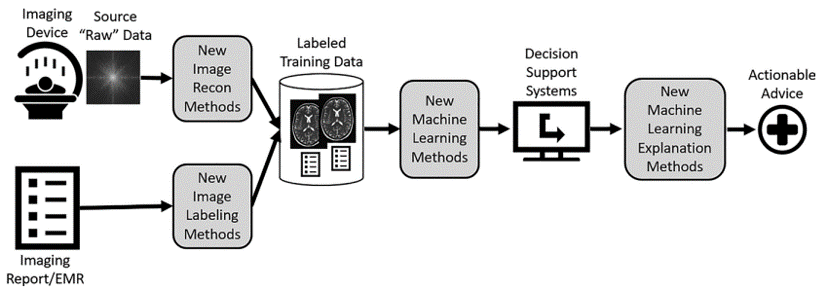 Imaging
Device
Source
“Raw” Data
New
Image
Recon
Methods
Imaging
Report/EMR
New
Image
Labeling
Methods
Labeled
Training Data
New
Machine
Learning
Methods
Decision
Support
Systems
New
Machine
Learning
Explanation
Methods
Actionable
Advice